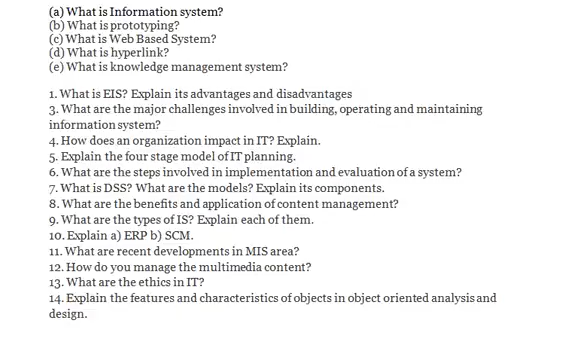 (a) What is Information system?
(b) What is prototyping?
(c) What is Web Based System?
(d) What is hyperlink?
(e) What is knowledge management system?
1. What is EIS? Explain its advantages and disadvantages
3. What are the major challenges involved in building, operating and maintaining
information system?
4. How does an organization impact in IT? Explain.
5. Explain the four stage model of IT planning.
6. What are the steps involved in implementation and evaluation of a system?
7. What is DSS? What are the models? Explain its components.
8. What are the benefits and application of content management?
9. What are the types of IS? Explain each of them.
10. Explain a) ERP b) SCM.
11. What are recent developments in MIS area?
12. How do you manage the multimedia content?
13. What are the ethics in IT?
14. Explain the features and characteristics of objects in object oriented analysis and
design.